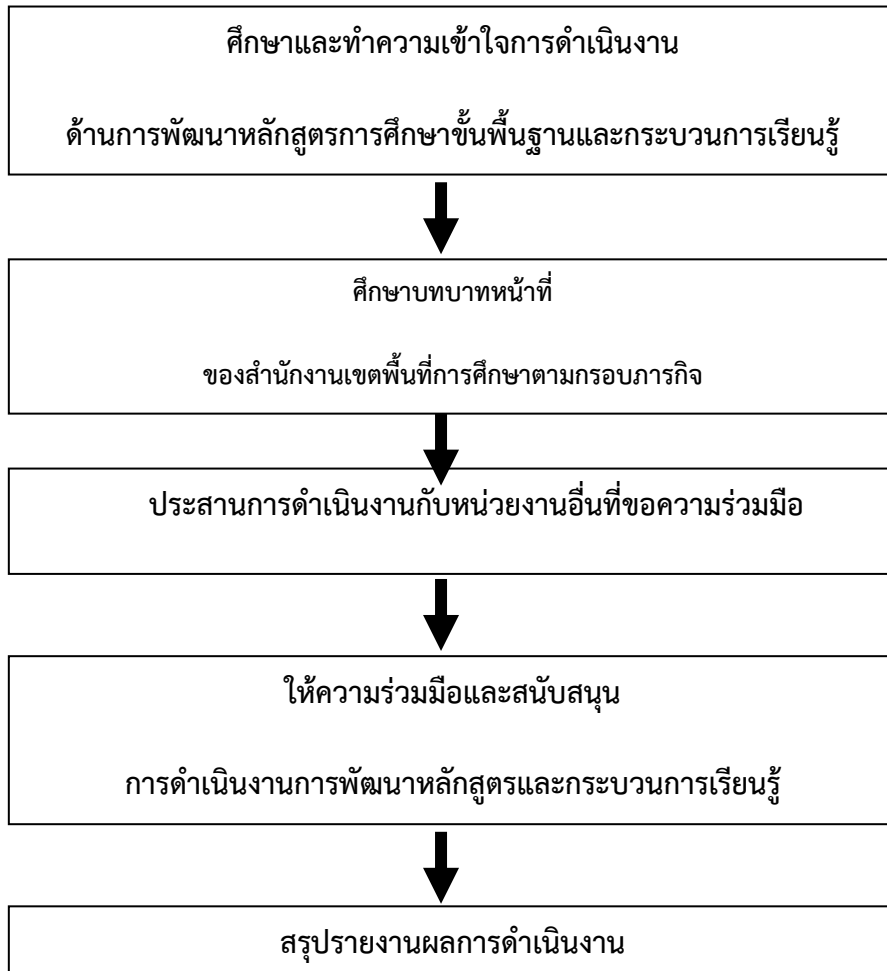 ศึกษาและทำความเข้าใจการดำเนินงาน
ด้านการพัฒนาหลักสูตรการศึกษาขั้นพื้นฐานและกระบวนการเรียนรู้
ศึกษาบทบาทหน้าที่
ของสำนักงานเขตพื้นที่การศึกษาตามกรอบภารกิจ
ประสานการดำเนินงานกับหน่วยงานอื่นที่ขอความร่วมมือ
ให้ความร่วมมือและสนับสนุน
การดำเนินงานการพัฒนาหลักสูตรและกระบวนการเรียนรู้
สรุปรายงานผลการดำเนินงาน